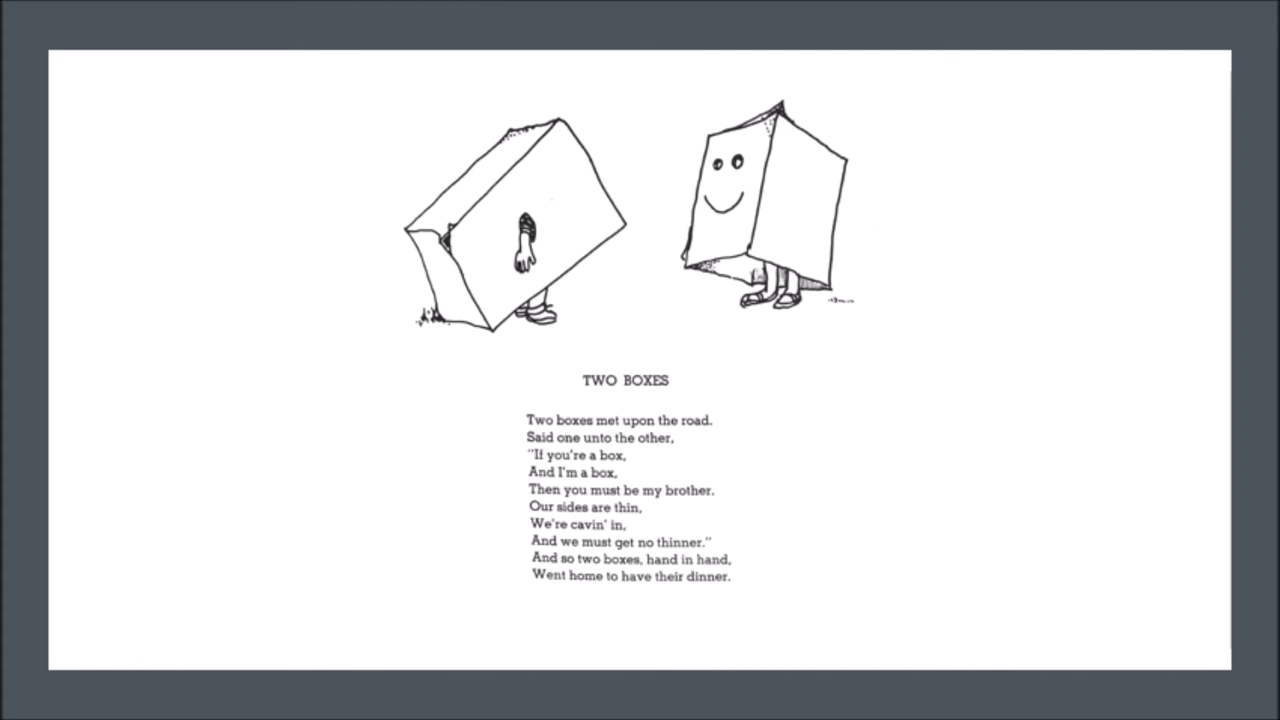 TWO BOXES
Two boxes met upon the road.
Said one unto the other,
"If you're a box,
And I'm a box,
Then you must be my brother.
Our sides are thin,
We're cavin' in,
And we must get no thinner."
And so two boxes, hand in hand,
Went home to have their dinner.